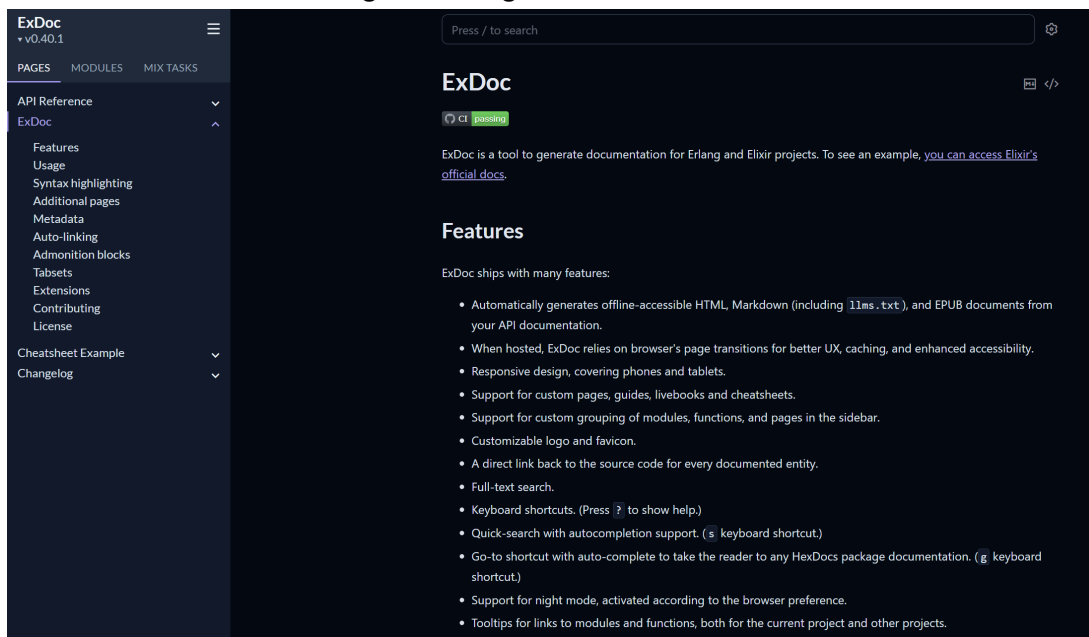 ExDoc
v0.40.1
PAGES MODULES MIX TASKS
API Reference
ExDoc
Features
Usage
Syntax highlighting
Additional pages
Metadata
Auto-linking
Admonition blocks
Tabsets
Extensions
Contributing
License
Cheatsheet Example
Changelog
Press / to search
ExDoc
CI passing
ExDoc is a tool to generate documentation for Erlang and Elixir projects. To see an example, you can access Elixir's
official docs.
Features
ExDoc ships with many features:
• Automatically generates offline-accessible HTML, Markdown (including llms.txt), and EPUB documents from
your API documentation.
• When hosted, ExDoc relies on browser's page transitions for better UX, caching, and enhanced accessibility.
• Responsive design, covering phones and tablets.
• Support for custom pages, guides, livebooks and cheatsheets.
• Support for custom grouping of modules, functions, and pages in the sidebar.
• Customizable logo and favicon.
• A direct link back to the source code for every documented entity.
• Full-text search.
• Keyboard shortcuts. (Press ? to show help.)
• Quick-search with autocompletion support. (s keyboard shortcut.)
• Go-to shortcut with auto-complete to take the reader to any HexDocs package documentation. (g keyboard
shortcut.)
• Support for night mode, activated according to the browser preference.
• Tooltips for links to modules and functions, both for the current project and other projects.